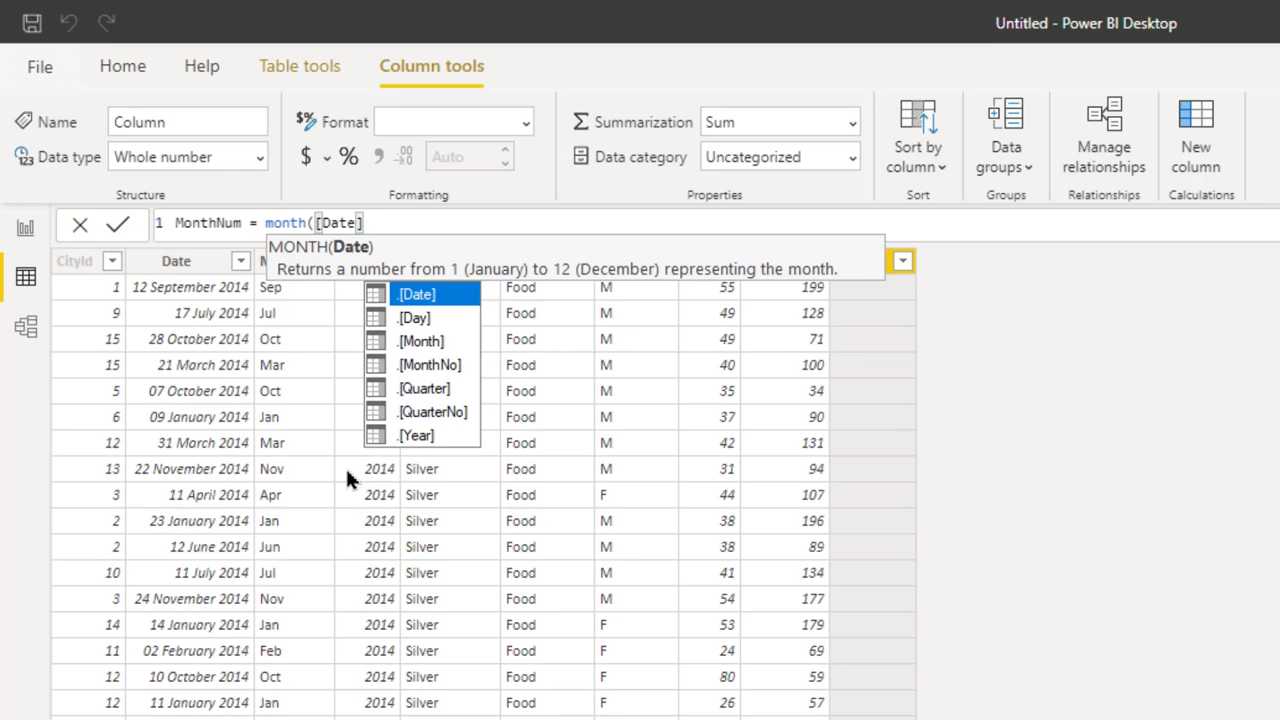 Untitled - Power BI Desktop
File Home Help Table tools Column tools
Name Column Format Summarization Sum Sort by column Data groups Manage relationships New column
Data type Whole number $ % Auto Data category Uncategorized
Structure Formatting Properties Sort Groups Relationships Calculations
1 MonthNum = month([Date]
MONTH(Date)
Returns a number from 1 (January) to 12 (December) representing the month.
CityId Date
.[Date]
.[Day]
.[Month]
.[MonthNo]
.[Quarter]
.[QuarterNo]
.[Year]
1 12 September 2014 Sep Food M 55 199
9 17 July 2014 Jul Food M 49 128
15 28 October 2014 Oct Food M 49 71
15 21 March 2014 Mar Food M 40 100
5 07 October 2014 Oct Food M 35 34
6 09 January 2014 Jan Food M 37 90
12 31 March 2014 Mar Food M 42 131
13 22 November 2014 Nov 2014 Silver Food M 31 94
3 11 April 2014 Apr 2014 Silver Food F 44 107
2 23 January 2014 Jan 2014 Silver Food M 38 196
2 12 June 2014 Jun 2014 Silver Food M 38 89
10 11 July 2014 Jul 2014 Silver Food M 41 134
3 24 November 2014 Nov 2014 Silver Food M 54 177
14 14 January 2014 Jan 2014 Silver Food F 53 179
11 02 February 2014 Feb 2014 Silver Food F 24 69
12 10 October 2014 Oct 2014 Silver Food F 80 59
12 11 January 2014 Jan 2014 Silver Food F 26 57